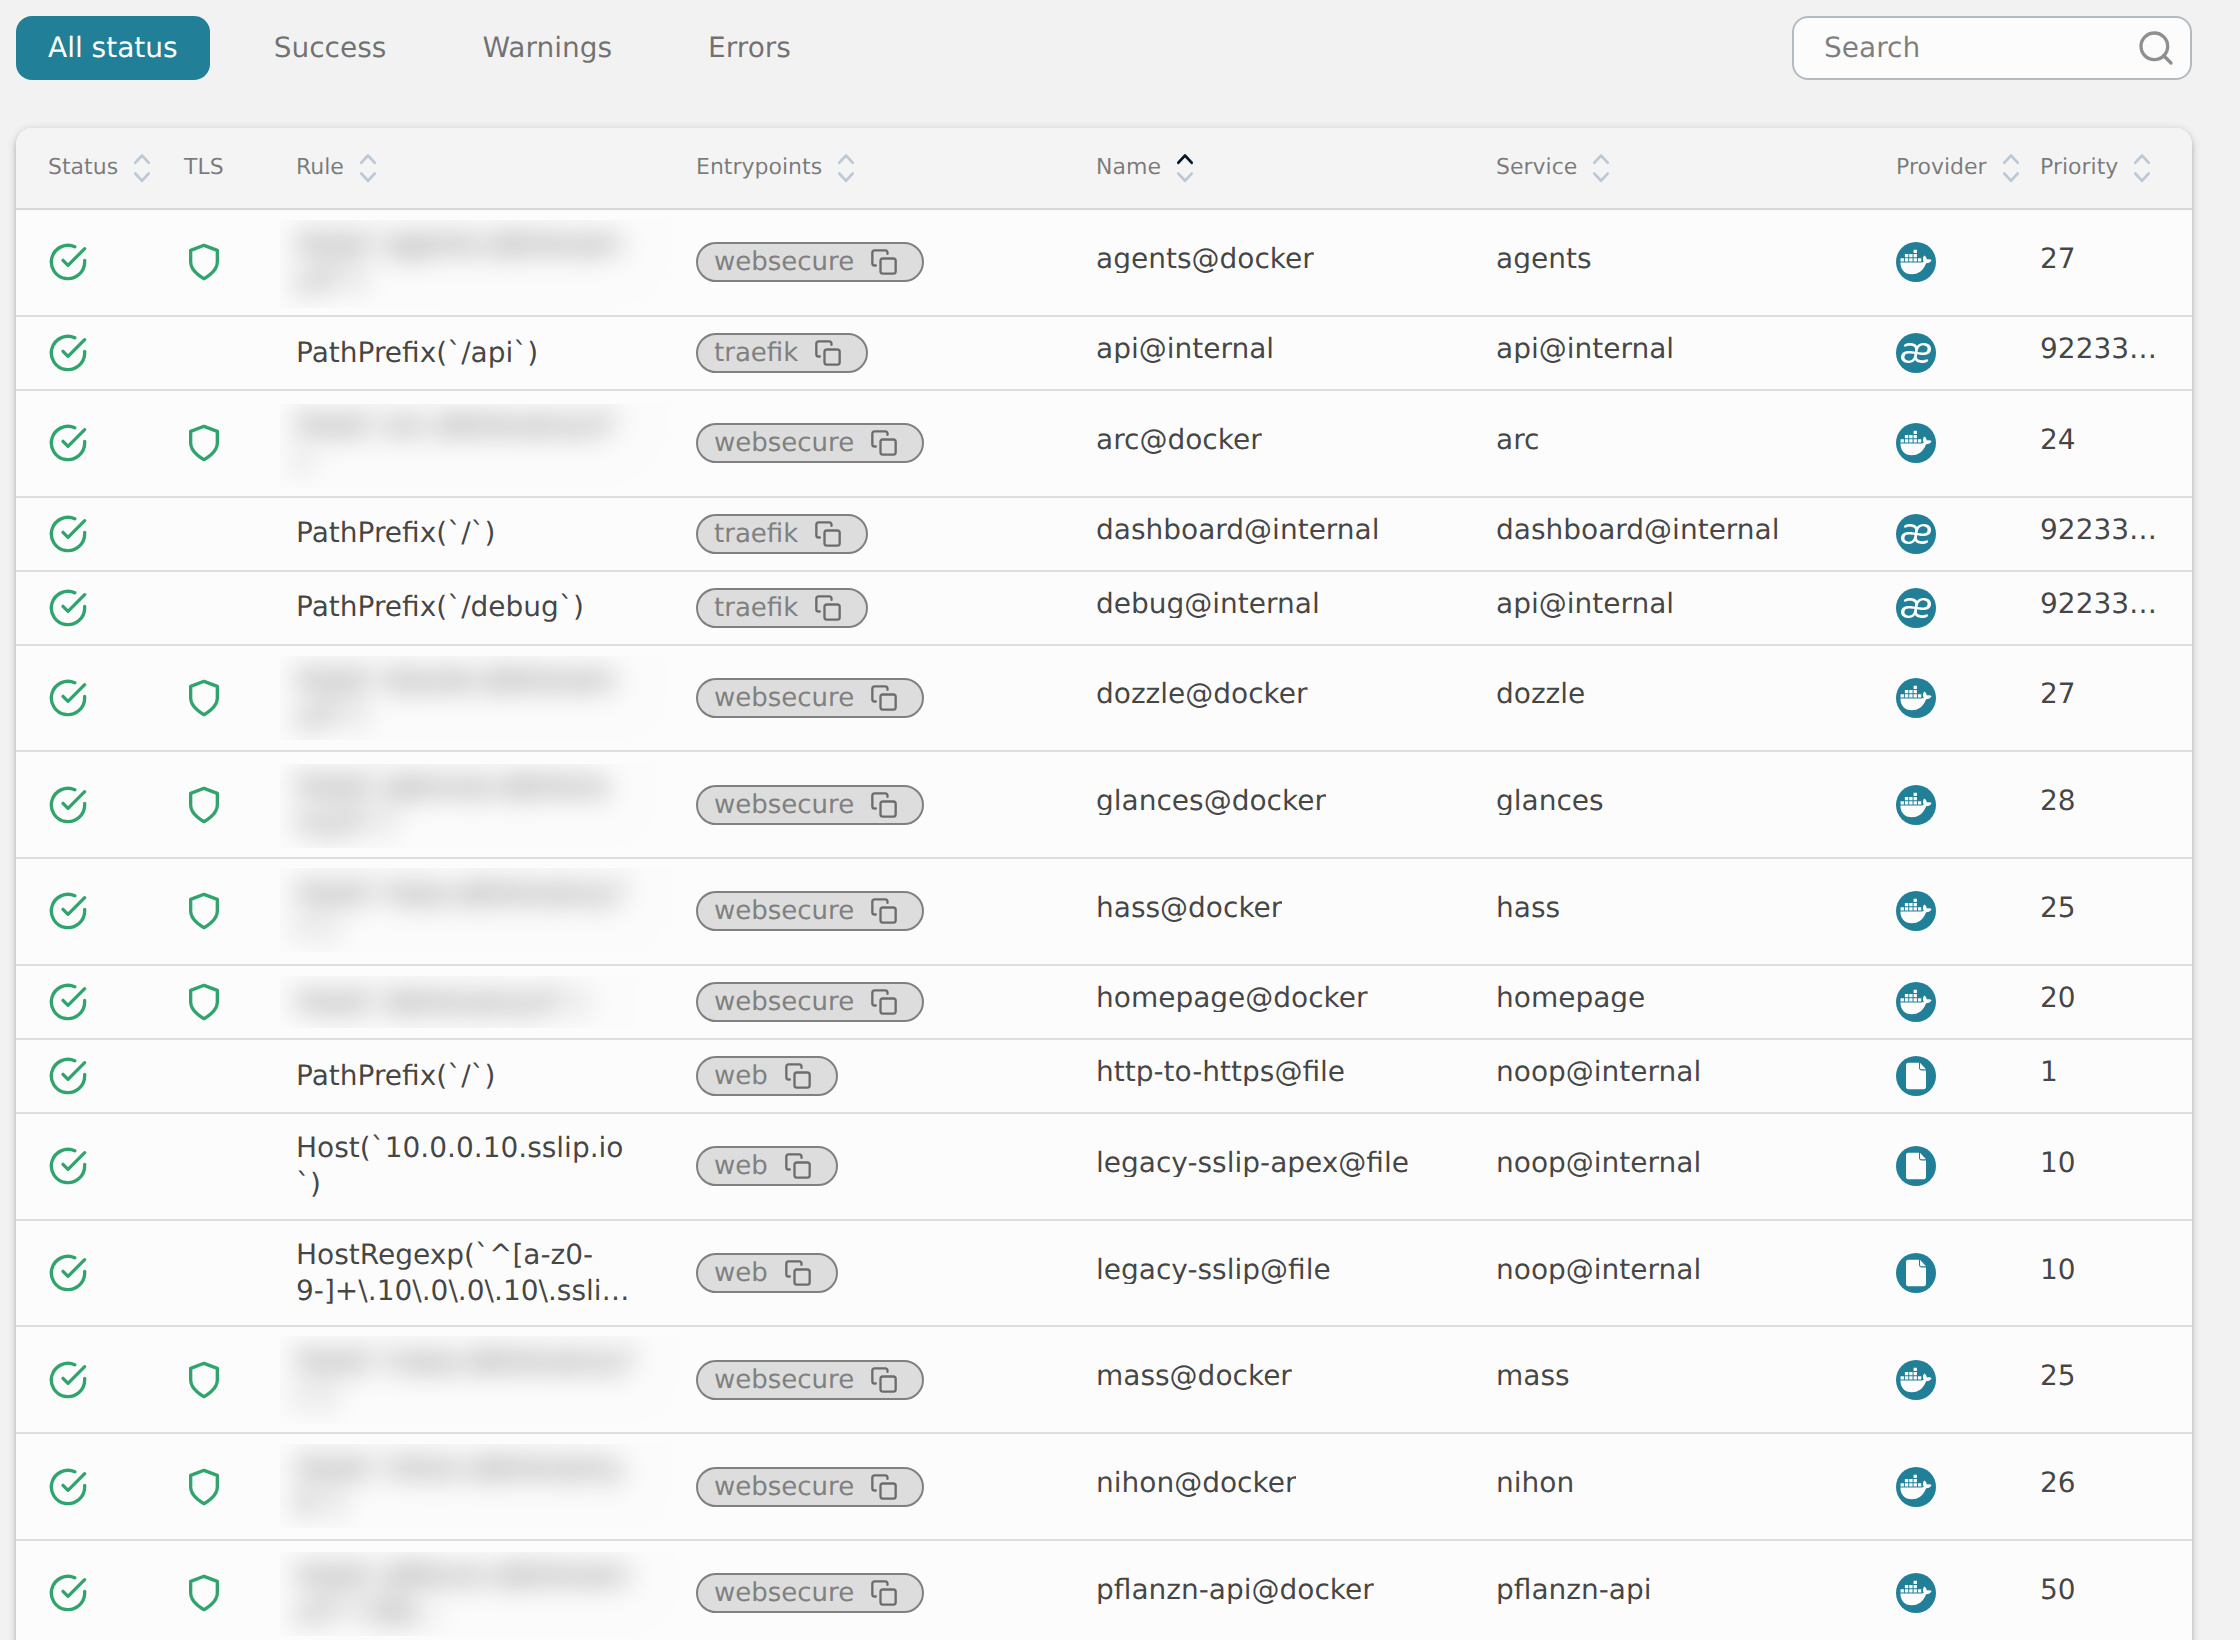 All status Success Warnings Errors Search
Status TLS Rule Entrypoints Name Service Provider Priority
websecure agents@docker agents 27
PathPrefix(`/api`) traefik api@internal api@internal 92233...
websecure arc@docker arc 24
PathPrefix(`/`) traefik dashboard@internal dashboard@internal 92233...
PathPrefix(`/debug`) traefik debug@internal api@internal 92233...
websecure dozzle@docker dozzle 27
websecure glances@docker glances 28
websecure hass@docker hass 25
websecure homepage@docker homepage 20
PathPrefix(`/`) web http-to-https@file noop@internal 1
Host(`10.0.0.10.sslip.io
`) web legacy-sslip-apex@file noop@internal 10
HostRegexp(`^[a-z0-
9-]+\.10\.0\.0\.10\.ssli... web legacy-sslip@file noop@internal 10
websecure mass@docker mass 25
websecure nihon@docker nihon 26
websecure pflanzn-api@docker pflanzn-api 50